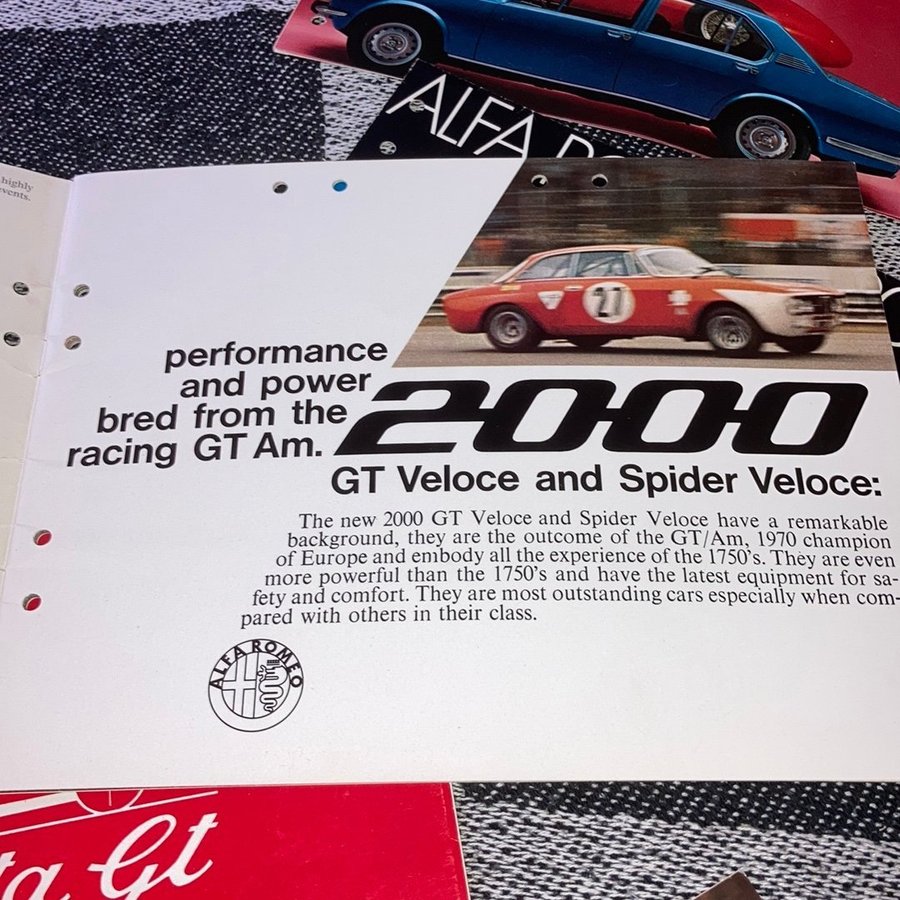 ALFA
highly
events.
27
performance
and power
bred from the
racing GT Am.
2000
GT Veloce and Spider Veloce:
The new 2000 GT Veloce and Spider Veloce have a remarkable
background, they are the outcome of the GT/Am, 1970 champion
of Europe and embody all the experience of the 1750's. They are even
more powerful than the 1750's and have the latest equipment for sa-
fety and comfort. They are most outstanding cars especially when com-
pared with others in their class.
ALFA ROMEO
ta Gt